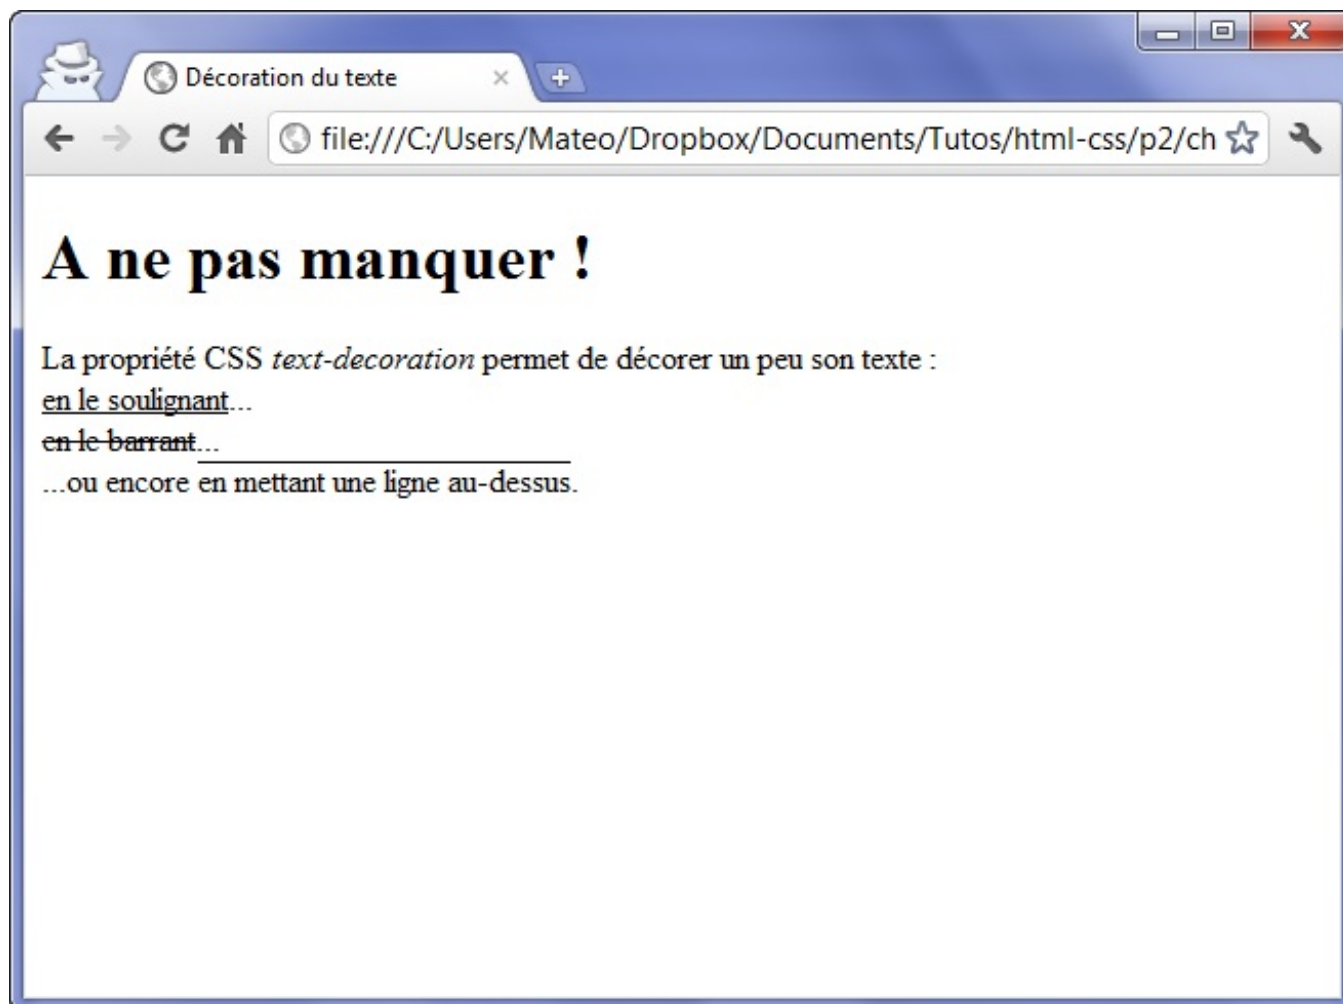 Décoration du texte
file:///C:/Users/Mateo/Dropbox/Documents/Tutos/html-css/p2/ch
A ne pas manquer !
La propriété CSS text-decoration permet de décorer un peu son texte :
en le soulignant...
en le barrant...
...ou encore en mettant une ligne au-dessus.